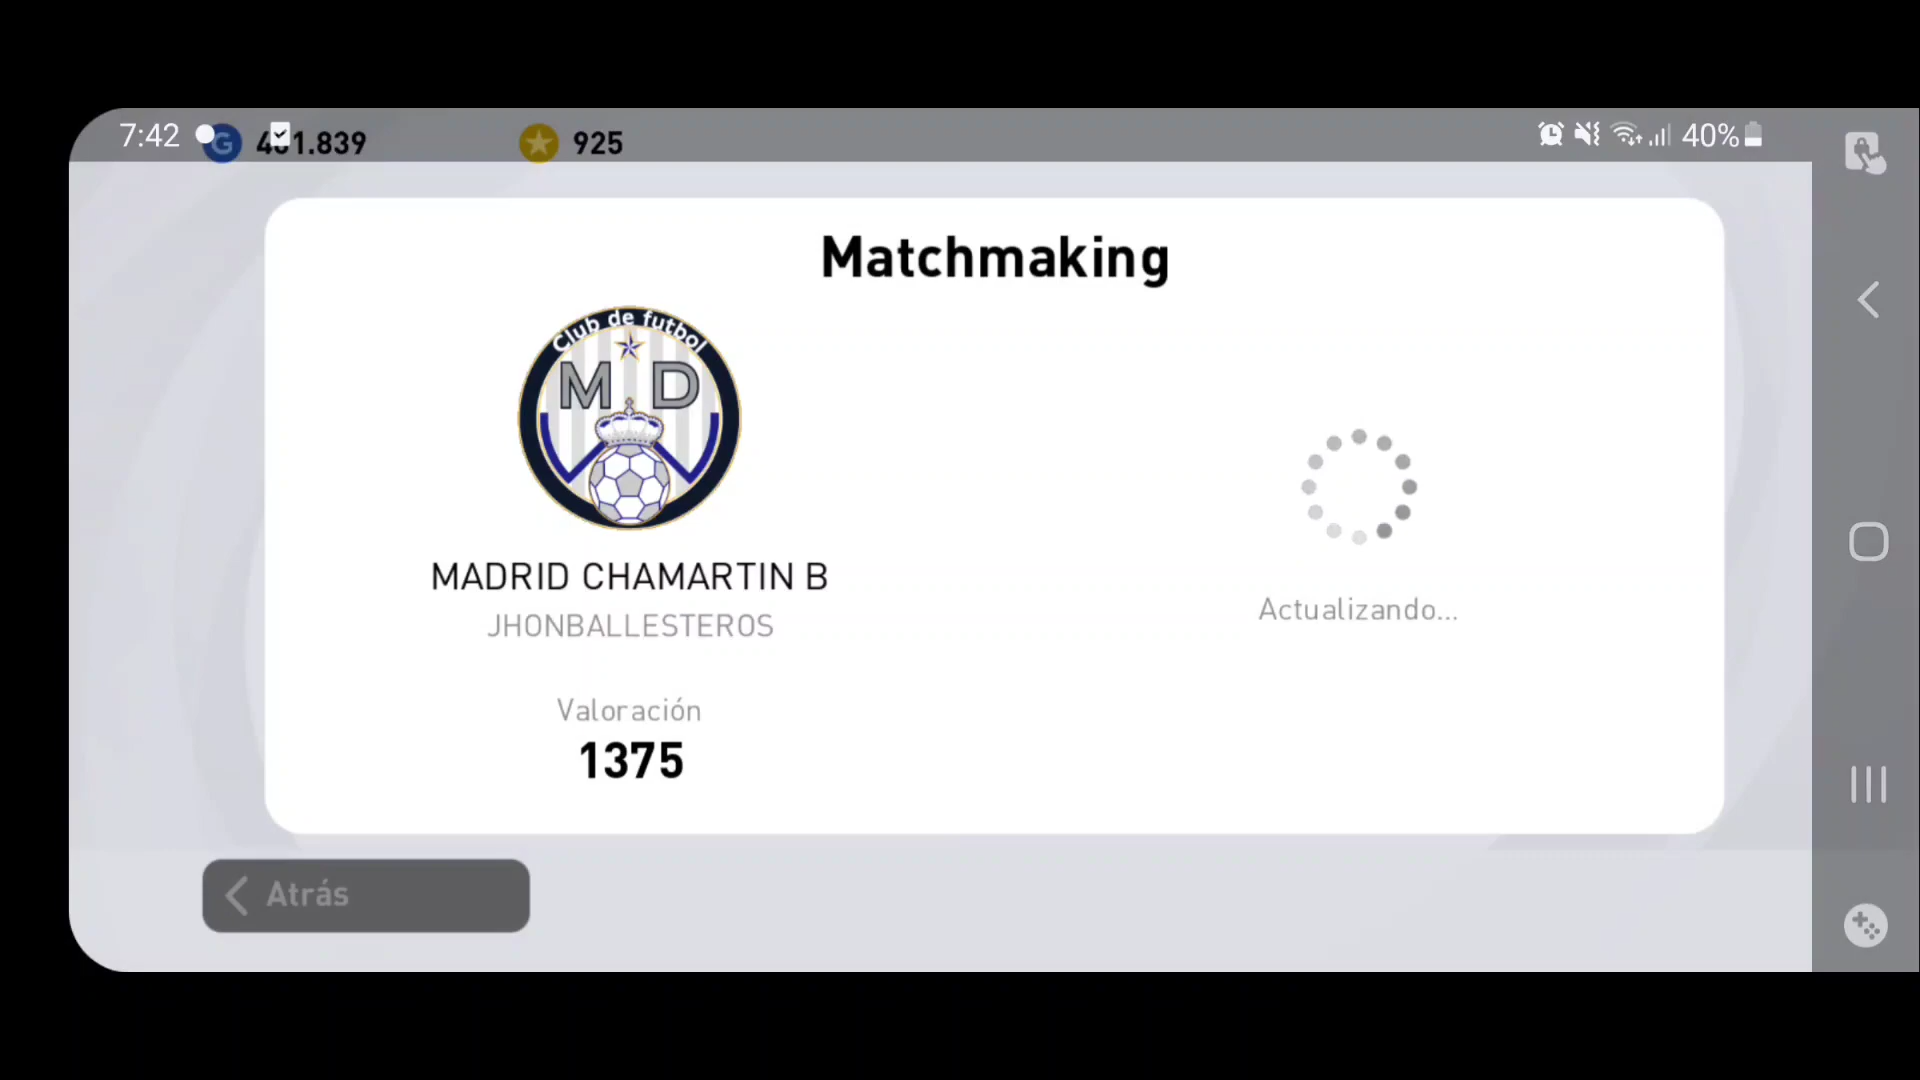 7:42
G
925
40%
Matchmaking
Club de futbol
M D
MADRID CHAMARTIN B
JHONBALLESTEROS
Valoración
1375
Actualizando...
Atrás